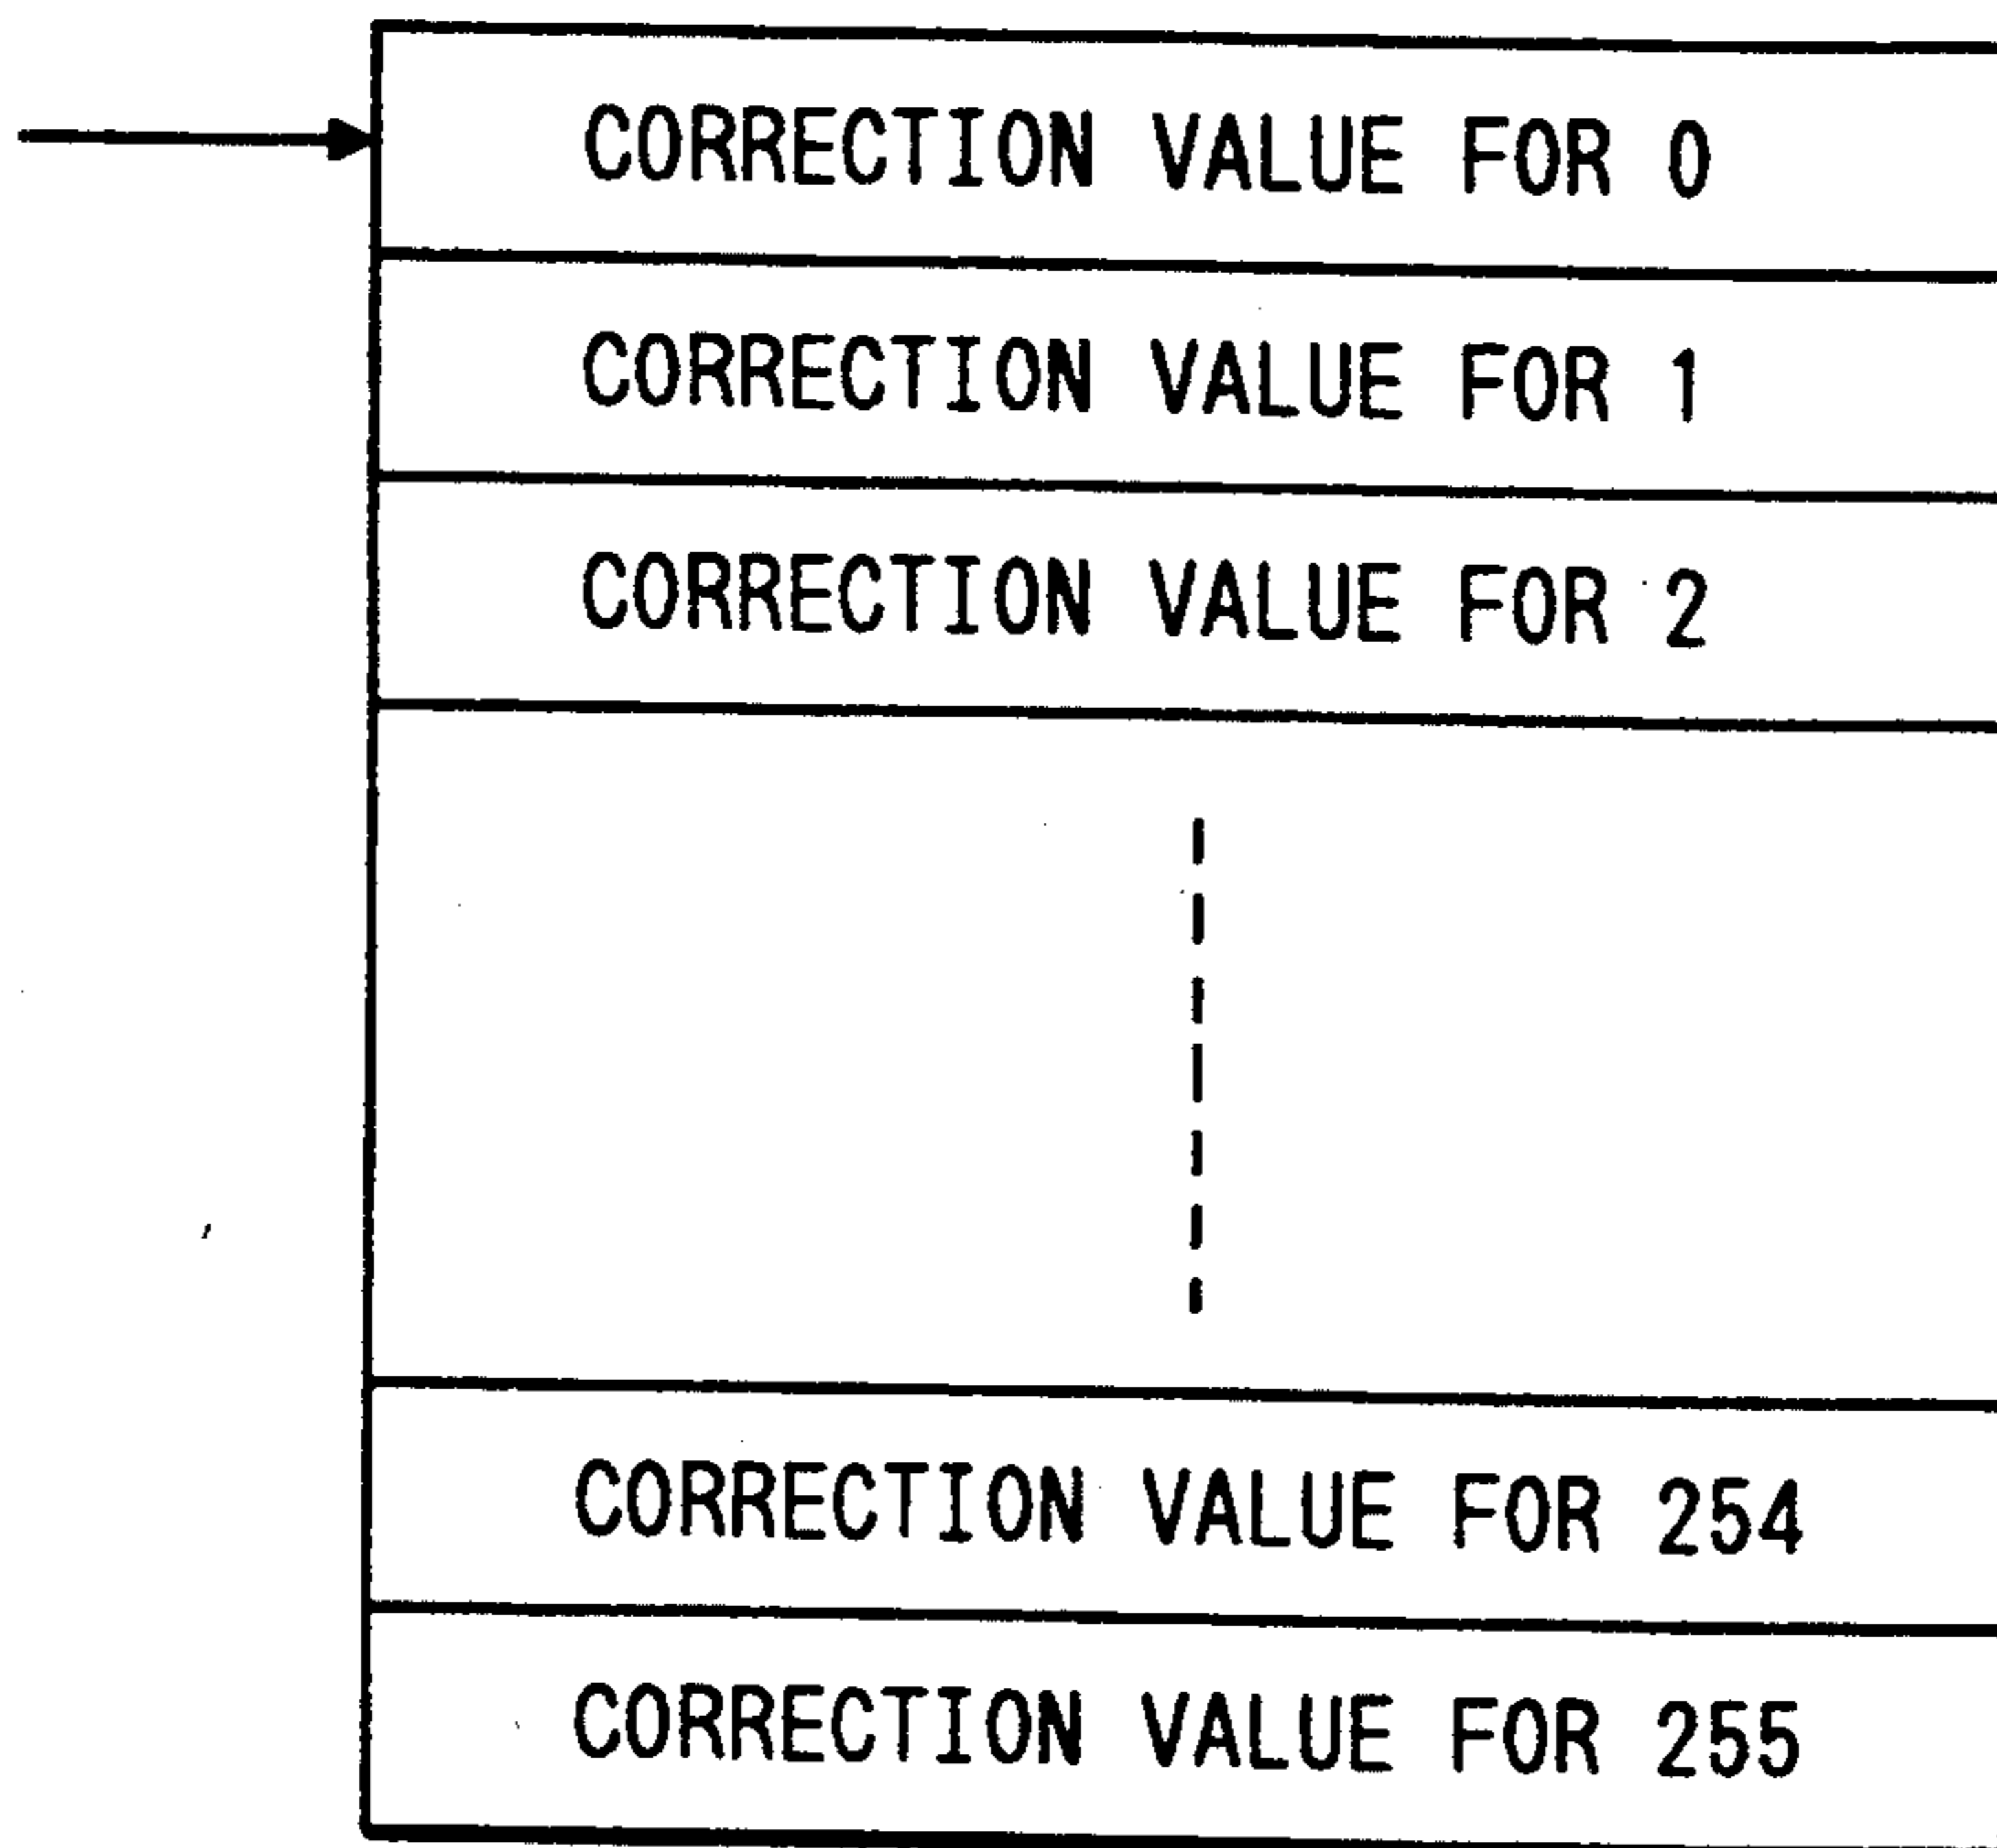 CORRECTION VALUE FOR 0
CORRECTION VALUE FOR 1
CORRECTION VALUE FOR 2
CORRECTION VALUE FOR 254
CORRECTION VALUE FOR 255